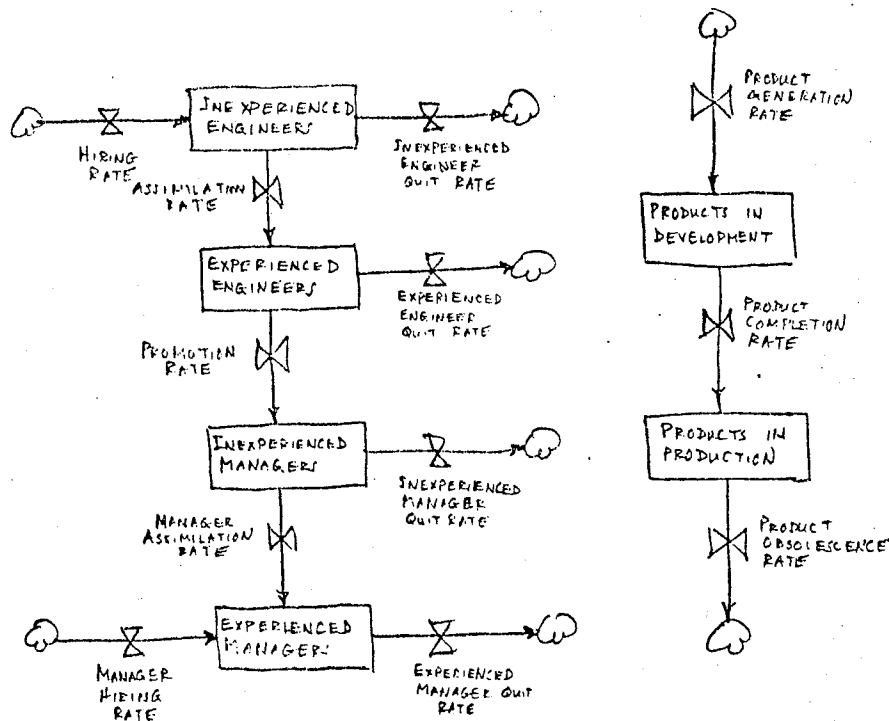 INEXPERIENCED
ENGINEERS
HIRING
RATE
INEXPERIENCED
ENGINEER
QUIT RATE
ASSIMILATION
RATE
EXPERIENCED
ENGINEERS
EXPERIENCED
ENGINEER
QUIT RATE
PROMOTION
RATE
INEXPERIENCED
MANAGERS
INEXPERIENCED
MANAGER
QUIT RATE
MANAGER
ASSIMILATION
RATE
EXPERIENCED
MANAGERS
MANAGER
HIRING
RATE
EXPERIENCED
MANAGER QUIT
RATE
PRODUCT
GENERATION
RATE
PRODUCTS IN
DEVELOPMENT
PRODUCT
COMPLETION
RATE
PRODUCTS IN
PRODUCTION
PRODUCT
OBSOLESCENCE
RATE